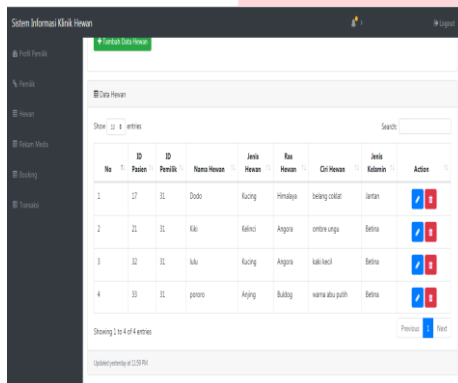 Sistem Informasi Klinik Hewan
Logout
Profil Pemilik
Pemilik
Hewan
Rekam Medis
Booking
Transaksi
+ Tambah Data Hewan
Data Hewan
Show 10 entries
Search:
No ID Pasien ID Pemilik Nama Hewan Jenis Hewan Ras Hewan Ciri Hewan Jenis Kelamin Action
1 17 31 Dodo Kucing Himalaya belang coklat Jantan
2 21 31 Kiki Kelinci Angora ombre ungu Betina
3 32 31 lulu Kucing Angora kaki kecil Betina
4 33 31 pororo Anjing Buldog warna abu putih Betina
Showing 1 to 4 of 4 entries
Previous 1 Next
Updated yesterday at 11:59 PM